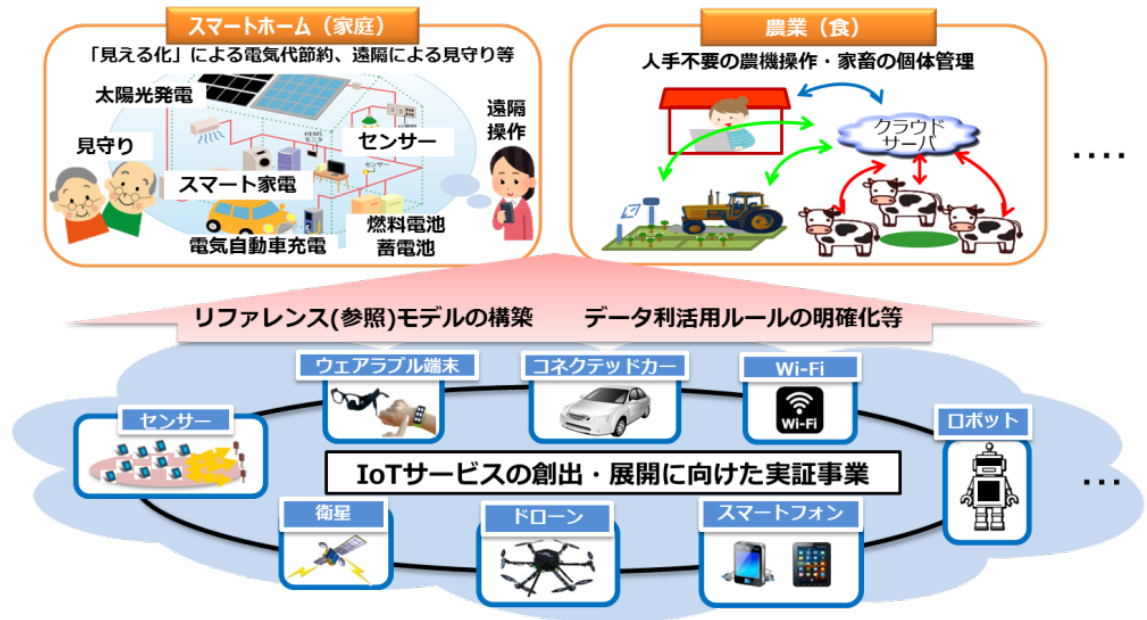 スマートホーム（家庭）
「見える化」による電気代節約、遠隔による見守り等
太陽光発電
遠隔
操作
HEMS
モニタ
センサー
見守り
センサー
スマート家電
電気自動車充電
燃料電池
蓄電池
農業（食）
人手不要の農機操作・家畜の個体管理
クラウド
サーバ
‥‥
リファレンス(参照)モデルの構築
データ利活用ルールの明確化等
ウェアラブル端末
コネクテッドカー
Wi-Fi
Wi-Fi
センサー
ロボット
IoTサービスの創出・展開に向けた実証事業
…
衛星
ドローン
スマートフォン